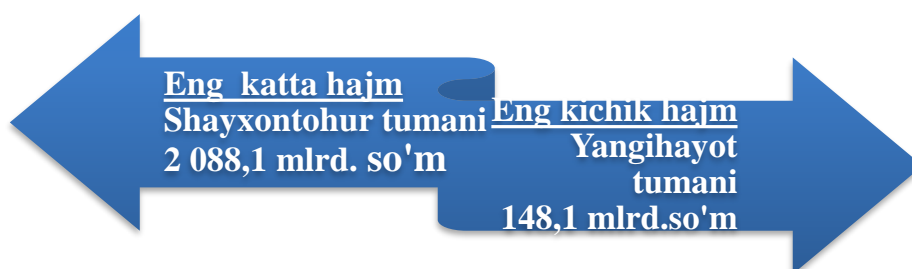 Eng katta hajm
Shayxontohur tumani
2 088,1 mlrd. so'm
Eng kichik hajm
Yangihayot
tumani
148,1 mlrd.so'm